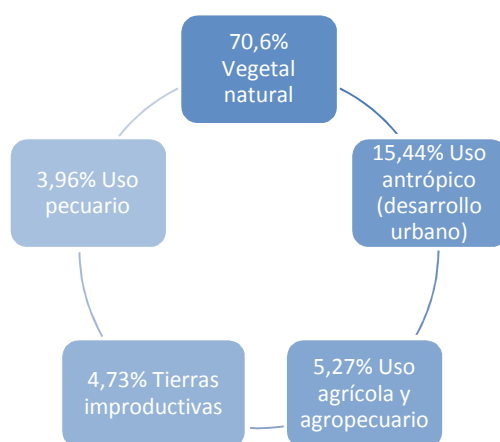 70,6%
Vegetal
natural
15,44% Uso
antrópico
(desarrollo
urbano)
5,27% Uso
agrícola y
agropecuario
4,73% Tierras
improductivas
3,96% Uso
pecuario